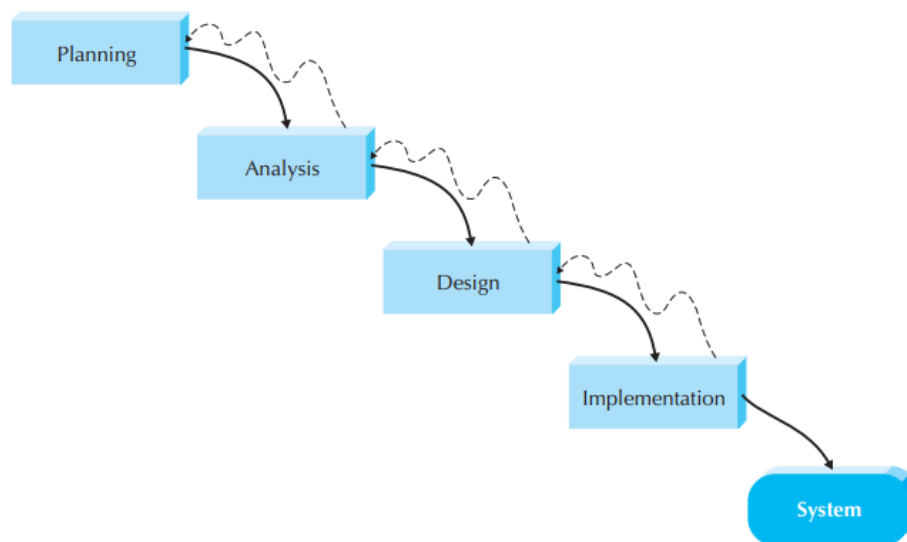 Planning
Analysis
Design
Implementation
System